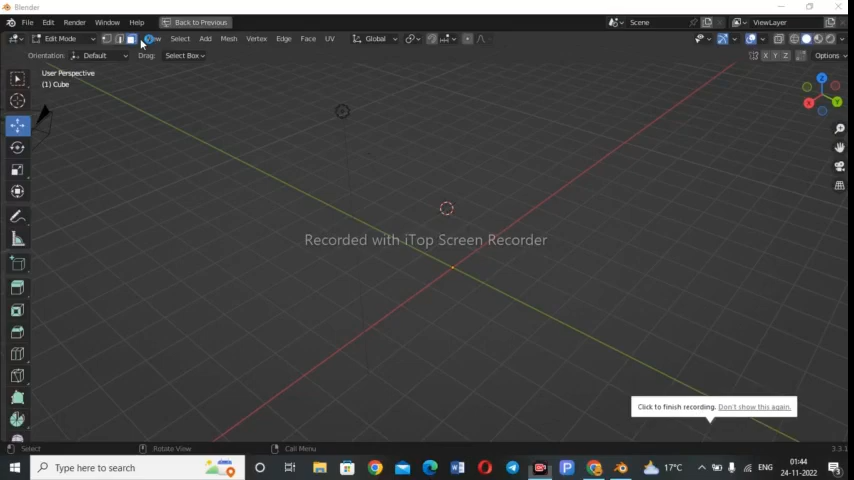 Blender
File Edit Render Window Help Back to Previous Scene ViewLayer
Edit Mode View Select Add Mesh Vertex Edge Face UV Global
Orientation: Default Drag: Select Box X Y Z Options
User Perspective
(1) Cube
Z
X Y
Recorded with iTop Screen Recorder
Click to finish recording. Don't show this again.
Select Rotate View Call Menu 3.3.1
Type here to search 17°C ENG 01:44
24-11-2022 3